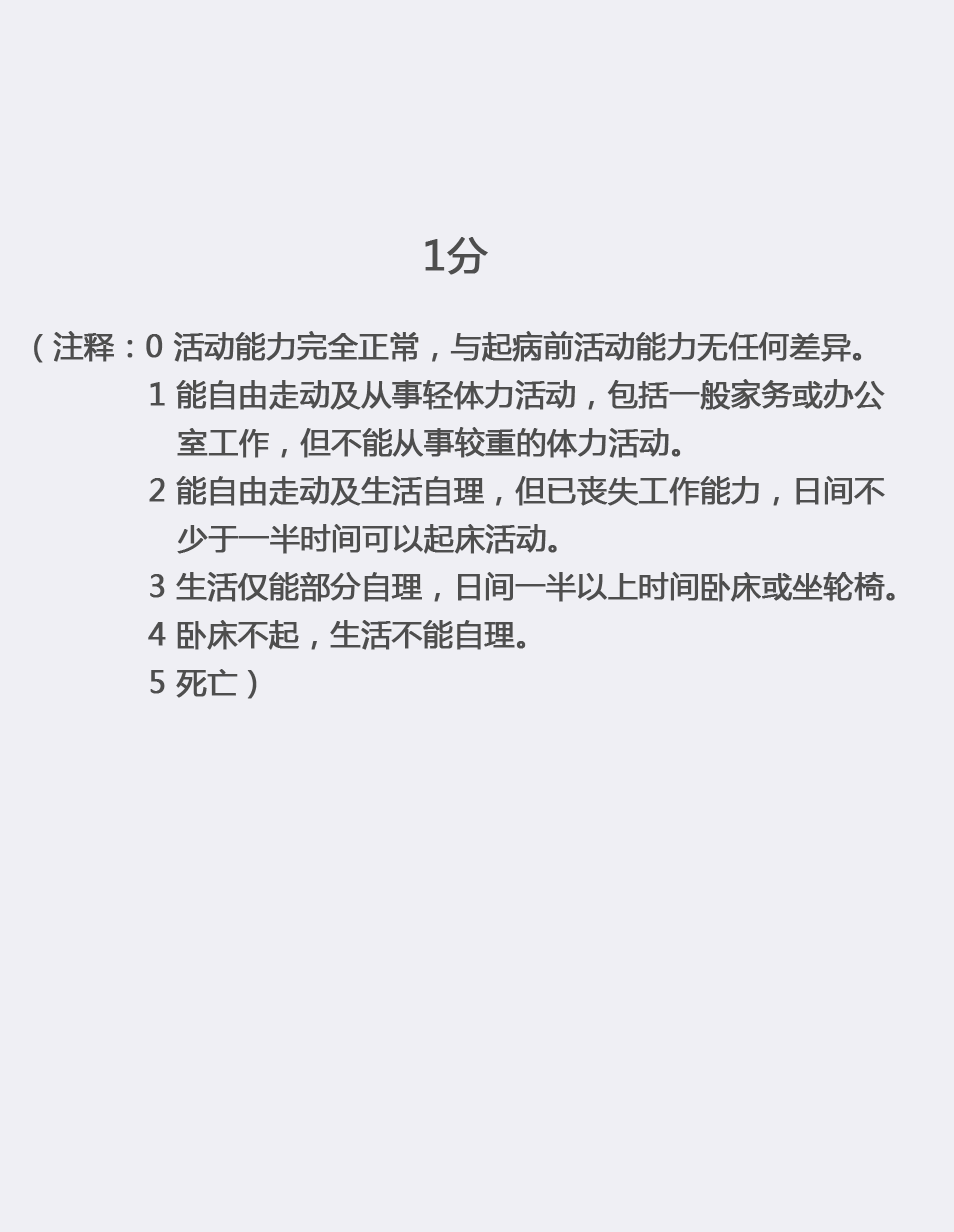 1分
（注释：0 活动能力完全正常，与起病前活动能力无任何差异。
1 能自由走动及从事轻体力活动，包括一般家务或办公
室工作，但不能从事较重的体力活动。
2 能自由走动及生活自理，但已丧失工作能力，日间不
少于一半时间可以起床活动。
3 生活仅能部分自理，日间一半以上时间卧床或坐轮椅。
4 卧床不起，生活不能自理。
5 死亡）